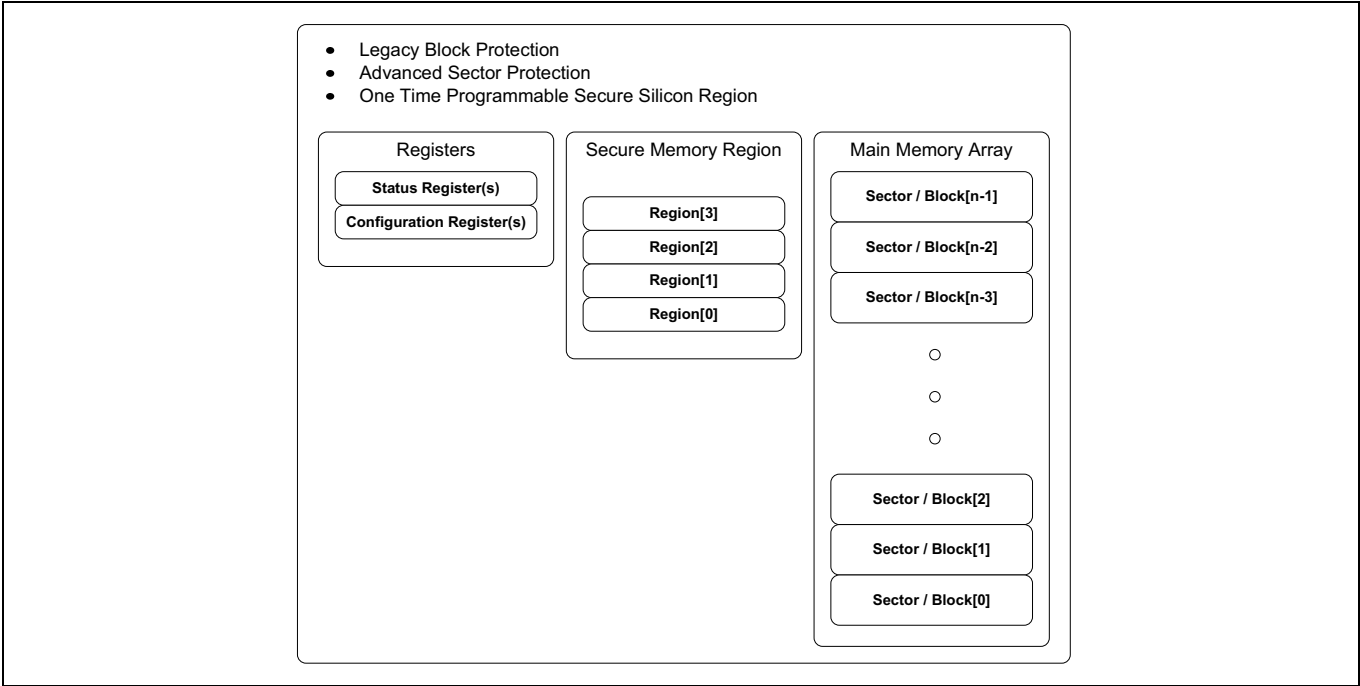 • Legacy Block Protection
• Advanced Sector Protection
• One Time Programmable Secure Silicon Region
Registers
Status Register(s)
Configuration Register(s)
Secure Memory Region
Region[3]
Region[2]
Region[1]
Region[0]
Main Memory Array
Sector / Block[n-1]
Sector / Block[n-2]
Sector / Block[n-3]
Sector / Block[2]
Sector / Block[1]
Sector / Block[0]